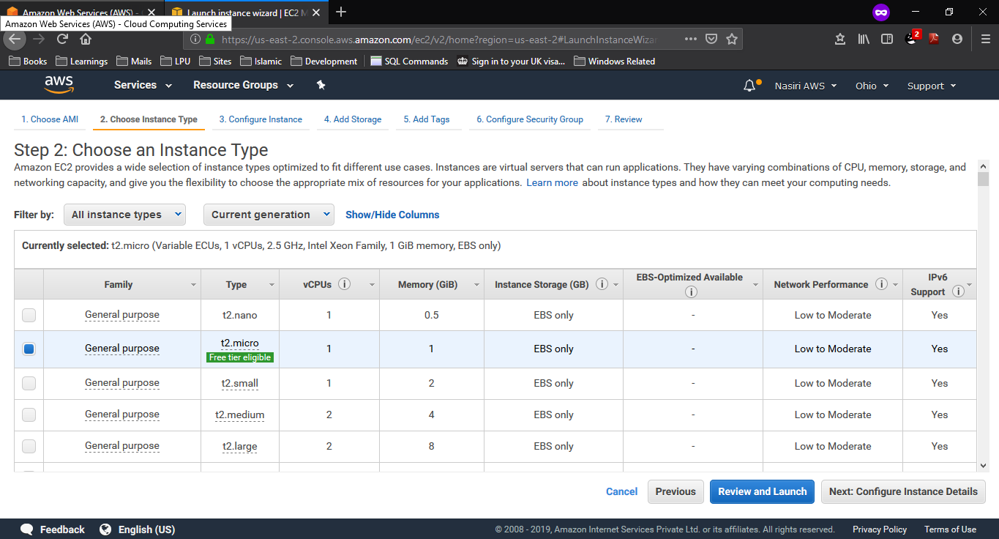 Amazon Web Services (AWS) -
Launch instance wizard | EC2 M
Amazon Web Services (AWS) - Cloud Computing Services
https://us-east-2.console.aws.amazon.com/ec2/v2/home?region=us-east-2#LaunchInstanceWizar
2
Books Learnings Mails LPU Sites Islamic Development SQL Commands Sign in to your UK visa... Windows Related
aws Services Resource Groups Nasiri AWS Ohio Support
1. Choose AMI 2. Choose Instance Type 3. Configure Instance 4. Add Storage 5. Add Tags 6. Configure Security Group 7. Review
Step 2: Choose an Instance Type
Amazon EC2 provides a wide selection of instance types optimized to fit different use cases. Instances are virtual servers that can run applications. They have varying combinations of CPU, memory, storage, and
networking capacity, and give you the flexibility to choose the appropriate mix of resources for your applications. Learn more about instance types and how they can meet your computing needs.
Filter by: All instance types Current generation Show/Hide Columns
Currently selected: t2.micro (Variable ECUs, 1 vCPUs, 2.5 GHz, Intel Xeon Family, 1 GiB memory, EBS only)
Family Type vCPUs Memory (GiB) Instance Storage (GB) EBS-Optimized Available Network Performance IPv6 Support
General purpose t2.nano 1 0.5 EBS only - Low to Moderate Yes
General purpose t2.micro 1 1 EBS only - Low to Moderate Yes
Free tier eligible
General purpose t2.small 1 2 EBS only - Low to Moderate Yes
General purpose t2.medium 2 4 EBS only - Low to Moderate Yes
General purpose t2.large 2 8 EBS only - Low to Moderate Yes
Cancel Previous Review and Launch Next: Configure Instance Details
Feedback English (US) © 2008 - 2019, Amazon Internet Services Private Ltd. or its affiliates. All rights reserved. Privacy Policy Terms of Use